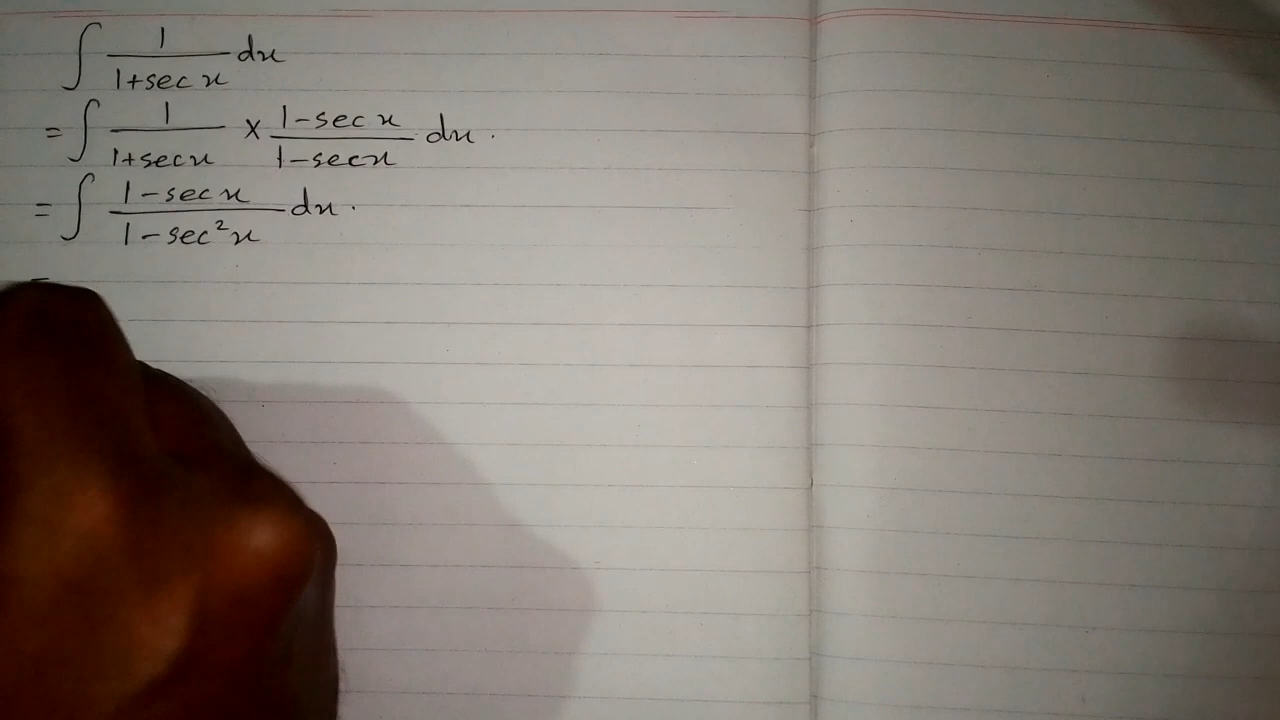 ∫ 1/(1+sec x) dx
= ∫ 1/(1+sec x) × (1-sec x)/(1-sec x) dx.
= ∫ (1-sec x)/(1-sec² x) dx.
=